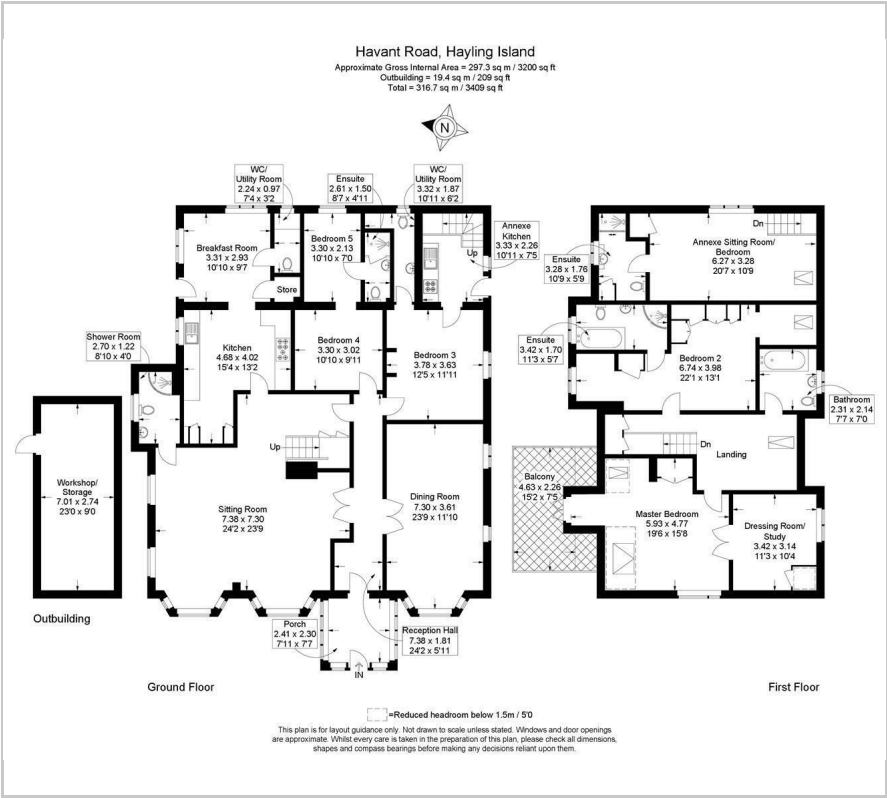 Havant Road, Hayling Island
Approximate Gross Internal Area = 297.3 sq m / 3200 sq ft
Outbuilding = 19.4 sq m / 209 sq ft
Total = 316.7 sq m / 3409 sq ft
N
WC/
Utility Room
2.24 x 0.97
7'4 x 3'2
Ensuite
2.61 x 1.50
8'7 x 4'11
WC/
Utility Room
3.32 x 1.87
10'11 x 6'2
Breakfast Room
3.31 x 2.93
10'10 x 9'7
Bedroom 5
3.30 x 2.13
10'10 x 7'0
Up
Annexe
Kitchen
3.33 x 2.26
10'11 x 7'5
Store
Shower Room
2.70 x 1.22
8'10 x 4'0
Kitchen
4.68 x 4.02
15'4 x 13'2
Bedroom 4
3.30 x 3.02
10'10 x 9'11
Bedroom 3
3.78 x 3.63
12'5 x 11'11
Up
Workshop/
Storage
7.01 x 2.74
23'0 x 9'0
Sitting Room
7.38 x 7.30
24'2 x 23'9
Dining Room
7.30 x 3.61
23'9 x 11'10
Outbuilding
Porch
2.41 x 2.30
7'11 x 7'7
Reception Hall
7.38 x 1.81
24'2 x 5'11
IN
Ground Floor
Dn
Annexe Sitting Room/
Bedroom
6.27 x 3.28
20'7 x 10'9
Ensuite
3.28 x 1.76
10'9 x 5'9
Ensuite
3.42 x 1.70
11'3 x 5'7
Bedroom 2
6.74 x 3.98
22'1 x 13'1
Bathroom
2.31 x 2.14
7'7 x 7'0
Dn
Landing
Balcony
4.63 x 2.26
15'2 x 7'5
Master Bedroom
5.93 x 4.77
19'6 x 15'8
Dressing Room/
Study
3.42 x 3.14
11'3 x 10'4
First Floor
=Reduced headroom below 1.5m / 5'0
This plan is for layout guidance only. Not drawn to scale unless stated. Windows and door openings
are approximate. Whilst every care is taken in the preparation of this plan, please check all dimensions,
shapes and compass bearings before making any decisions reliant upon them.